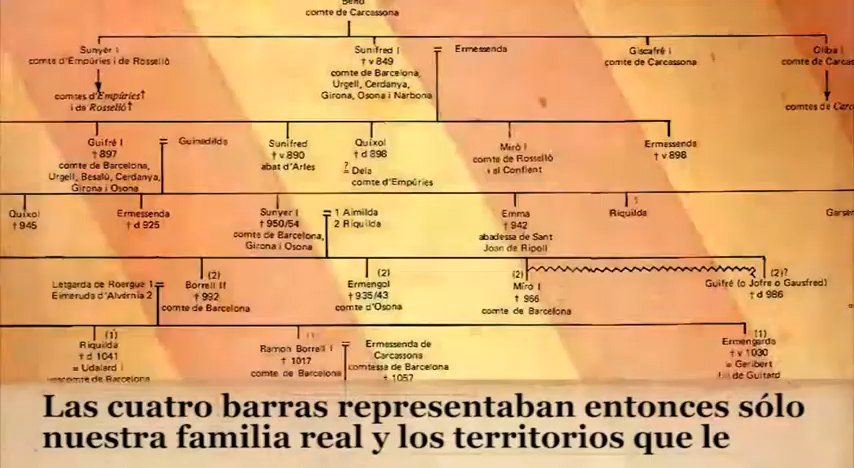 comte de Carcassona
Sunyer I
comte d'Empúries i de Rosselló
comtes d'Empúries†
i de Rosselló†
Sunifred I
† v 849
comte de Barcelona,
Urgell, Cerdanya,
Girona, Osona i Narbona
= Ermessenda
Giscafré I
comte de Carcassona
Oliba I
comte de Carcas
comtes de Carc
Guifré I
† 897
comte de Barcelona,
Urgell, Besalú, Cerdanya,
Girona i Osona
= Guinedilda
Sunifred
† v 890
abat d'Arles
Quixol
† d 898
?
= Dela
comte d'Empúries
Miró I
comte de Rosselló
i al Conflent
Ermessenda
† v 898
Quixol
† 945
Ermessenda
† d 925
Sunyer I
† 950/54
comte de Barcelona,
Girona i Osona
= 1 Aimilda
2 Riquilda
Emma
† 942
abadessa de Sant
Joan de Ripoll
Riquilda
Garsen
Letgarda de Roergue 1 =
Eimeruda d'Alvèrnia 2
(2)
Borrell II
† 992
comte de Barcelona
(2)
Ermengol
† 935/43
comte d'Osona
(2)
Miró I
† 966
comte de Barcelona
(2)?
Guifré (o Jofre o Gausfred)
† d 986
(1)
Riquilda
† d 1041
= Udalard I
vescomte de Barcelona
Ramon Borrell I
† 1017
comte de Barcelona
= Ermessenda de
Carcassona
comtessa de Barcelona
† 1057
(1)
Ermengarda
† v 1030
= Geribert
de Guitard
Las cuatro barras representaban entonces sólo
nuestra familia real y los territorios que le